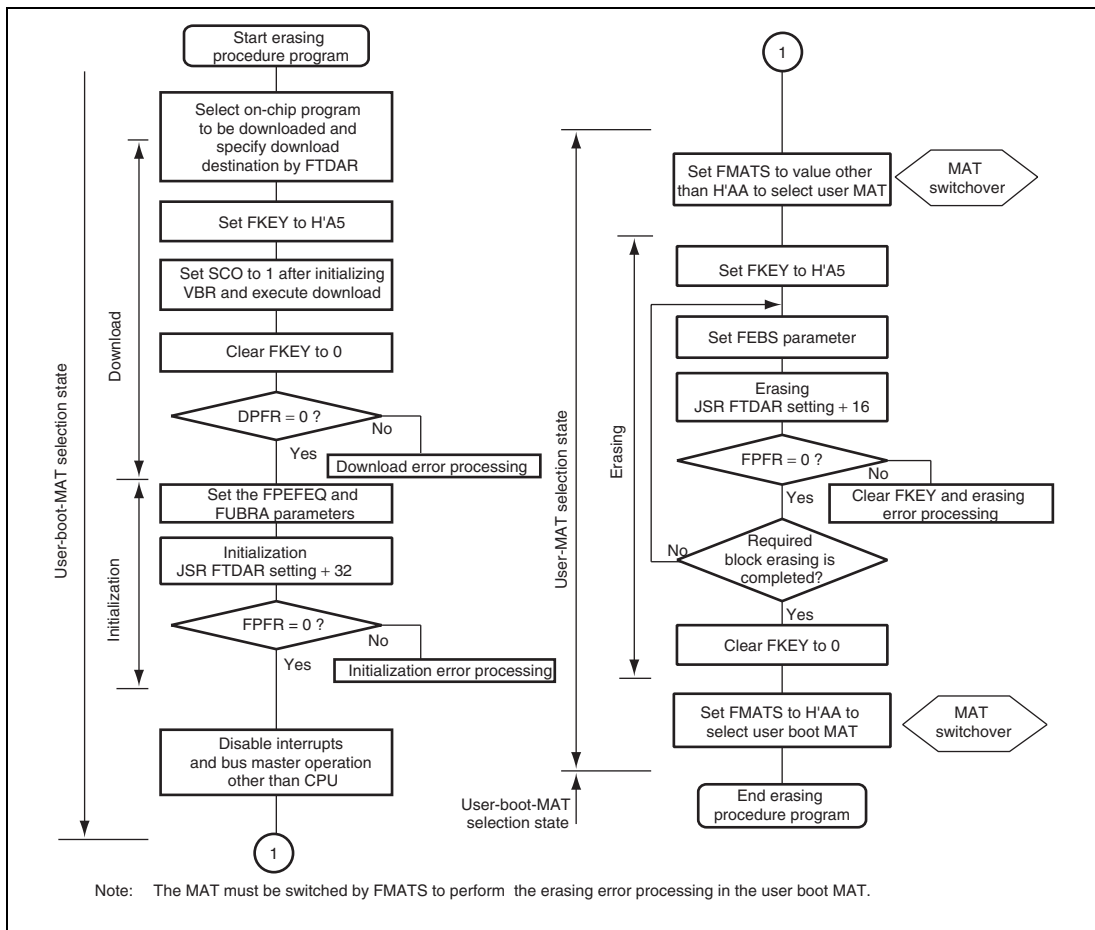 Start erasing
procedure program
Select on-chip program
to be downloaded and
specify download
destination by FTDAR
Set FKEY to H'A5
Set SCO to 1 after initializing
VBR and execute download
Clear FKEY to 0
DPFR = 0 ?
No
Yes
Download error processing
Set the FPEFEQ and
FUBRA parameters
Initialization
JSR FTDAR setting + 32
FPFR = 0 ?
No
Yes
Initialization error processing
Disable interrupts
and bus master operation
other than CPU
1
Download
Initialization
User-boot-MAT selection state
1
Set FMATS to value other
than H'AA to select user MAT
MAT
switchover
Set FKEY to H'A5
Set FEBS parameter
Erasing
JSR FTDAR setting + 16
FPFR = 0 ?
No
Yes
Clear FKEY and erasing
error processing
Required
block erasing is
completed?
No
Yes
Clear FKEY to 0
Set FMATS to H'AA to
select user boot MAT
MAT
switchover
End erasing
procedure program
Erasing
User-MAT selection state
User-boot-MAT
selection state
Note: The MAT must be switched by FMATS to perform the erasing error processing in the user boot MAT.